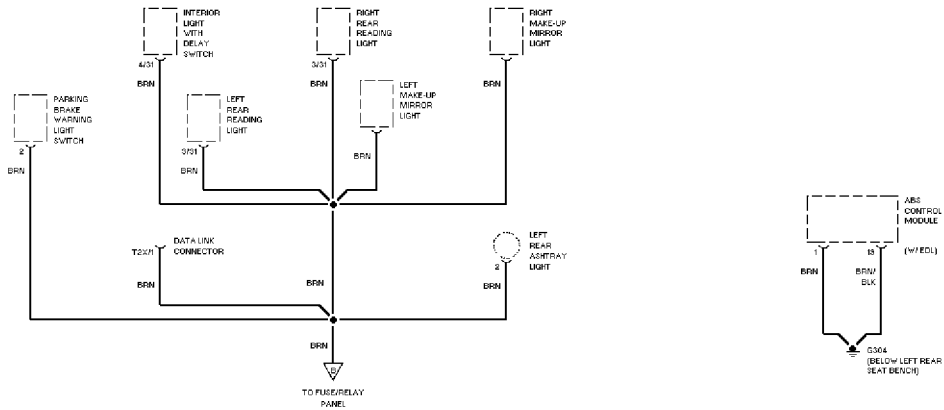 INTERIOR
LIGHT
WITH
DELAY
SWITCH
4/31
BRN
RIGHT
REAR
READING
LIGHT
3/31
BRN
RIGHT
MAKE-UP
MIRROR
LIGHT
BRN
PARKING
BRAKE
WARNING
LIGHT
SWITCH
2
BRN
LEFT
REAR
READING
LIGHT
3/31
BRN
LEFT
MAKE-UP
MIRROR
LIGHT
BRN
T2X/1
DATA LINK
CONNECTOR
BRN
BRN
LEFT
REAR
ASHTRAY
LIGHT
2
BRN
BRN
B
TO FUSE/RELAY
PANEL
ABS
CONTROL
MODULE
(W/ EDL)
1
13
BRN
BRN/
BLK
G304
(BELOW LEFT REAR
SEAT BENCH)